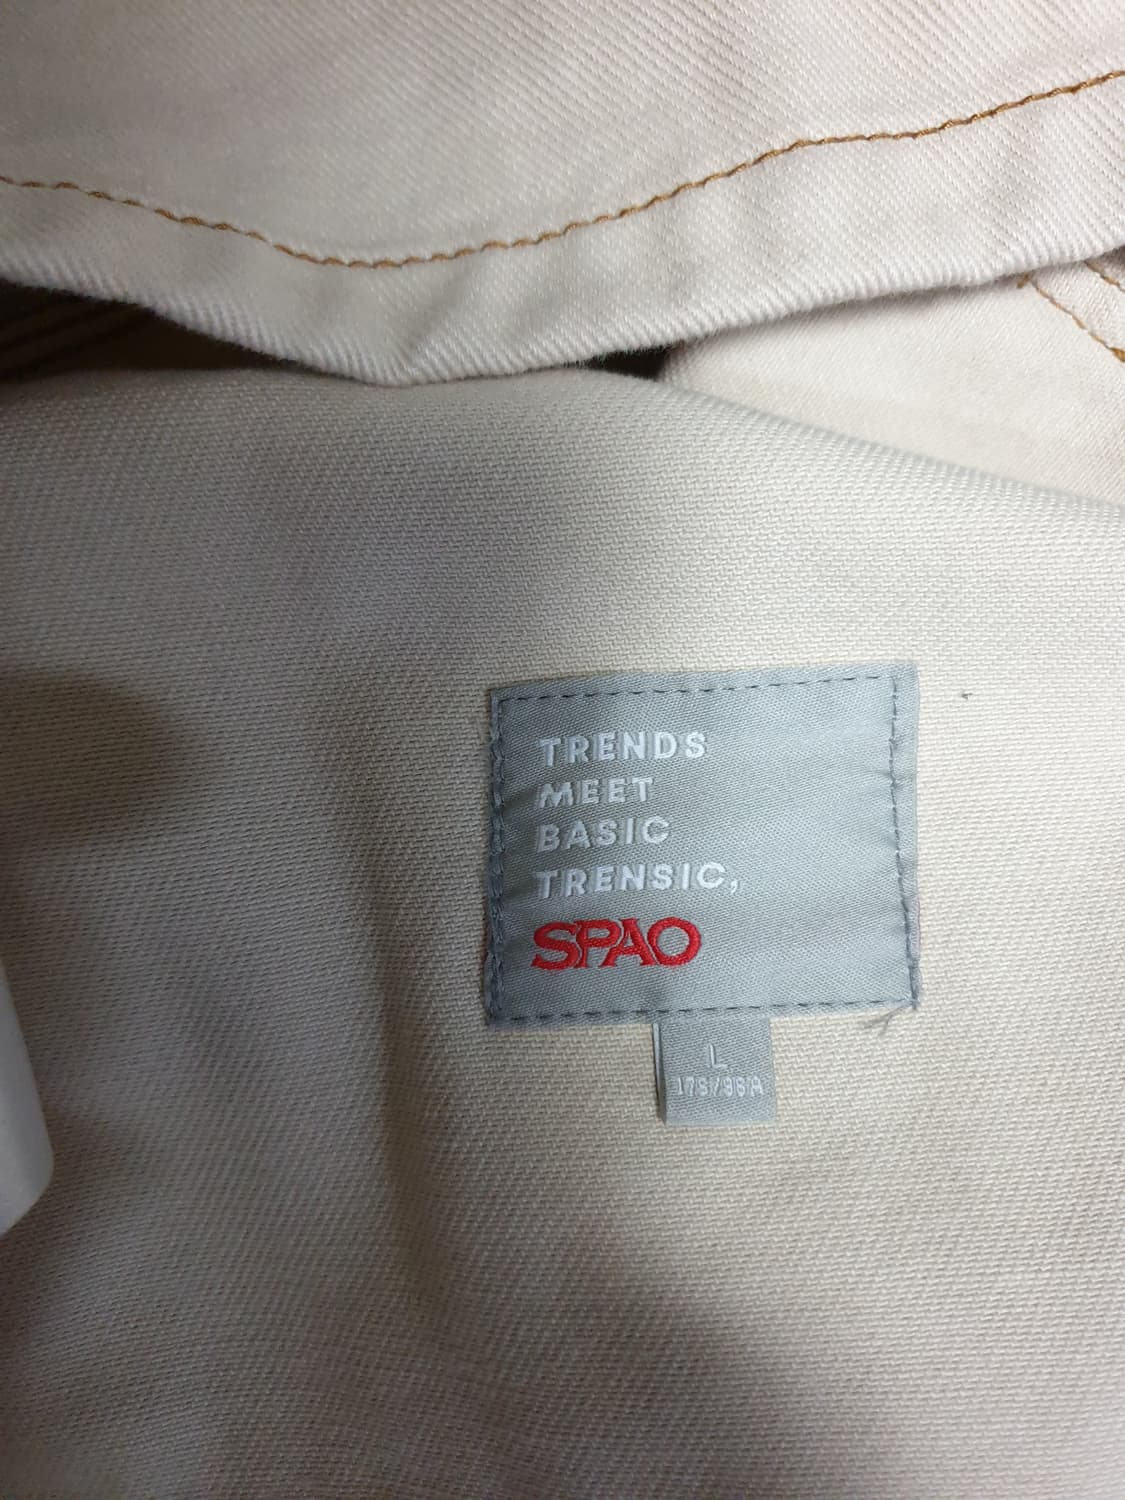 TRENDS
MEET
BASIC
TRENSIC,
SPAO
L